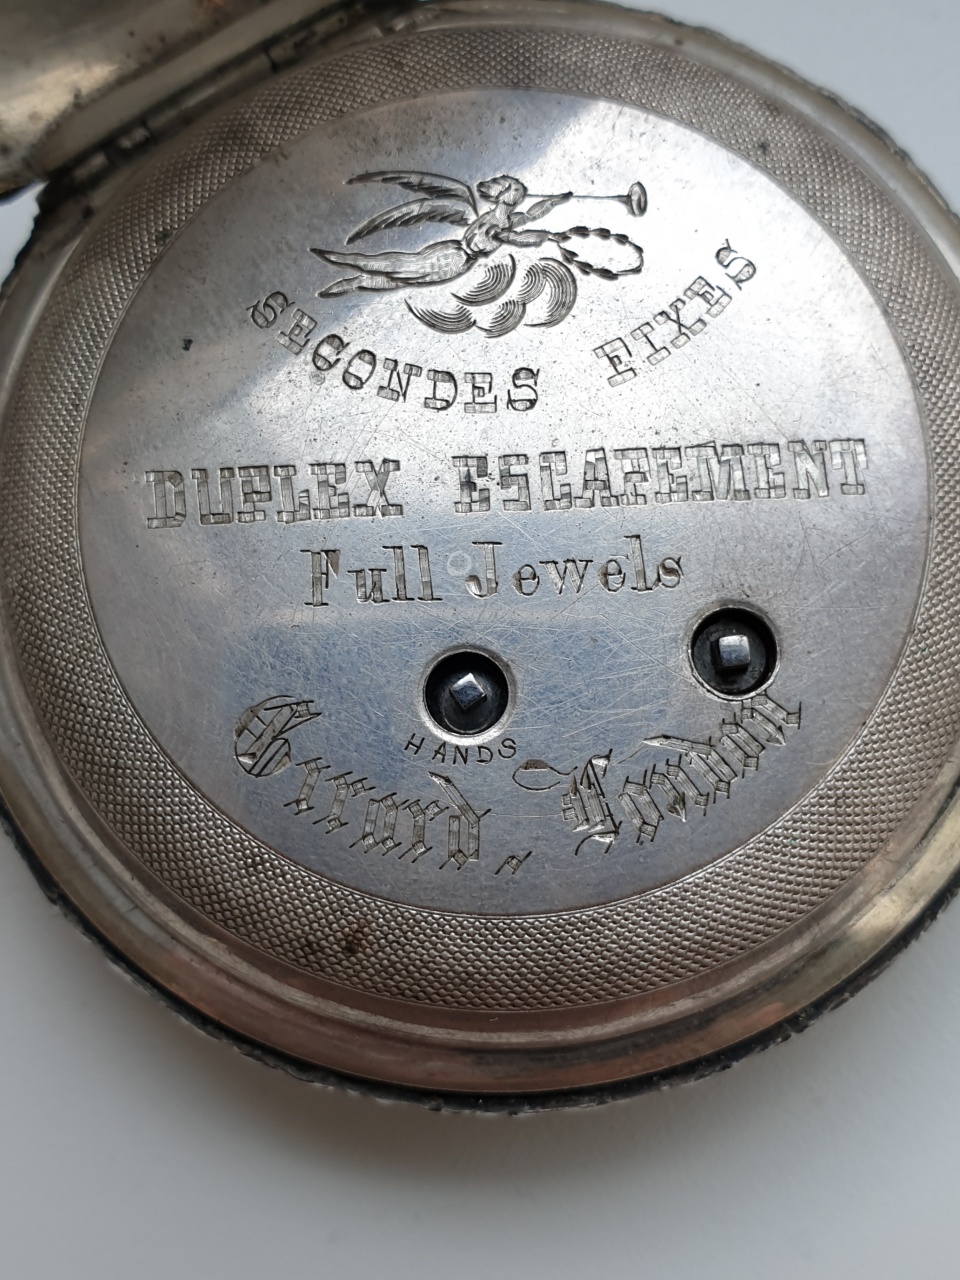 SECONDES FIXES
DUPLEX ESCAPEMENT
Full Jewels
HANDS
Girard, London